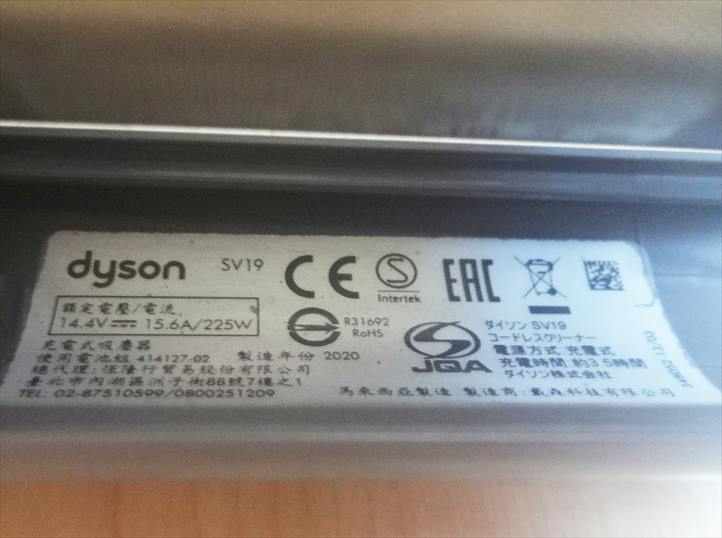 dyson SV19 CE S Intertek EAC
額定電壓/電流
14.4V 15.6A/225W
R31692
RoHS
充電式吸塵器
使用電池組 414127-02 製造年份 2020
總代理：恆隆行貿易股份有限公司
臺北市內湖區洲子街88號7樓之1
TEL: 02-87510599/0800251209
JQA
ダイソン SV19
コードレスクリーナー
電源方式 充電式
充電時間 約3.5時間
ダイソン株式会社
馬來西亞製造 製造商：戴森科技有限公司